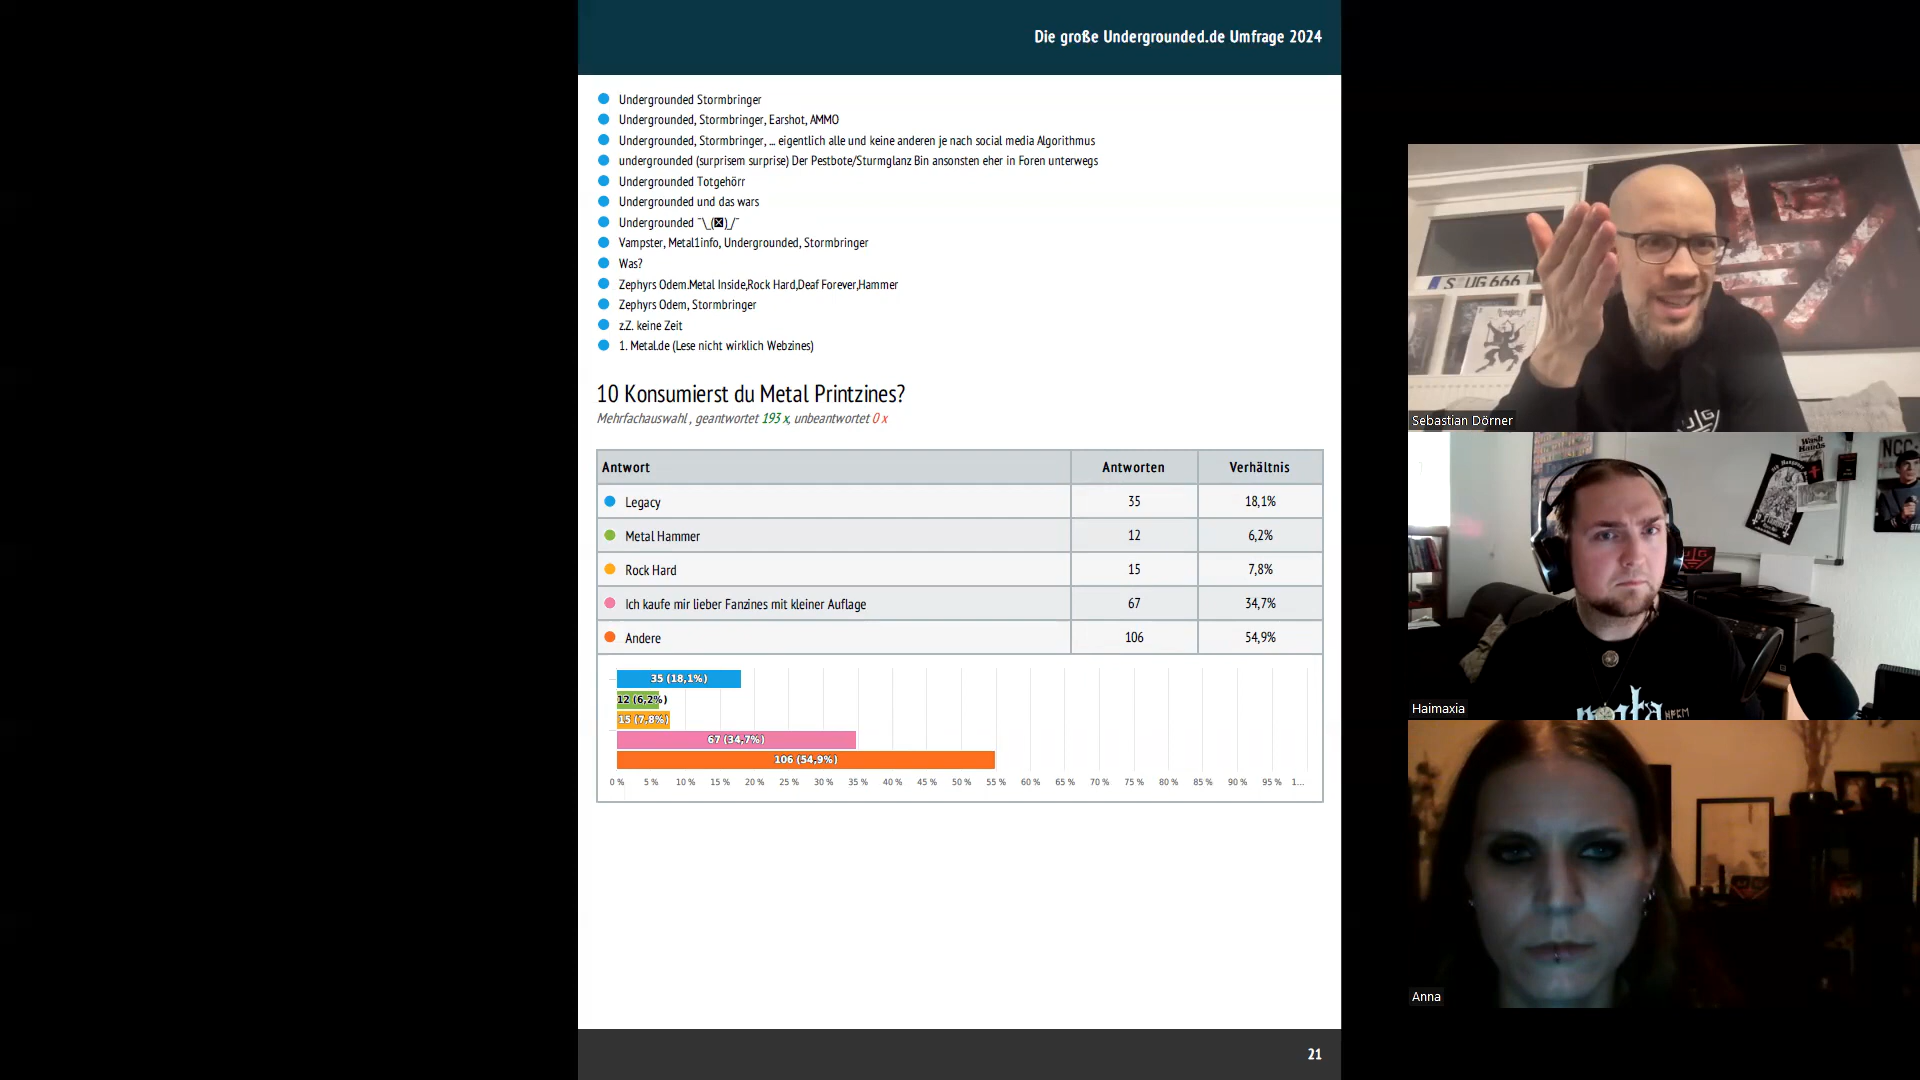 Die große Undergrounded.de Umfrage 2024
Undergrounded Stormbringer
Undergrounded, Stormbringer, Earshot, AMMO
Undergrounded, Stormbringer, ... eigentlich alle und keine anderen je nach social media Algorithmus
undergrounded (surprisem surprise) Der Pestbote/Sturmglanz Bin ansonsten eher in Foren unterwegs
Undergrounded Totgehörr
Undergrounded und das wars
Undergrounded ¯\_(☒)_/¯
Vampster, Metal1info, Undergrounded, Stormbringer
Was?
Zephyrs Odem.Metal Inside,Rock Hard,Deaf Forever,Hammer
Zephyrs Odem, Stormbringer
z.Z. keine Zeit
1. Metal.de (Lese nicht wirklich Webzines)
10 Konsumierst du Metal Printzines?
Mehrfachauswahl , geantwortet 193 x, unbeantwortet 0 x
Antwort Antworten Verhältnis
Legacy 35 18,1%
Metal Hammer 12 6,2%
Rock Hard 15 7,8%
Ich kaufe mir lieber Fanzines mit kleiner Auflage 67 34,7%
Andere 106 54,9%
35 (18,1%)
12 (6,2%)
15 (7,8%)
67 (34,7%)
106 (54,9%)
0 % 5 % 10 % 15 % 20 % 25 % 30 % 35 % 40 % 45 % 50 % 55 % 60 % 65 % 70 % 75 % 80 % 85 % 90 % 95 % 1...
21
S UG 666
Sebastian Dörner
Wash
Hands
NCC
Haimaxia
Anna